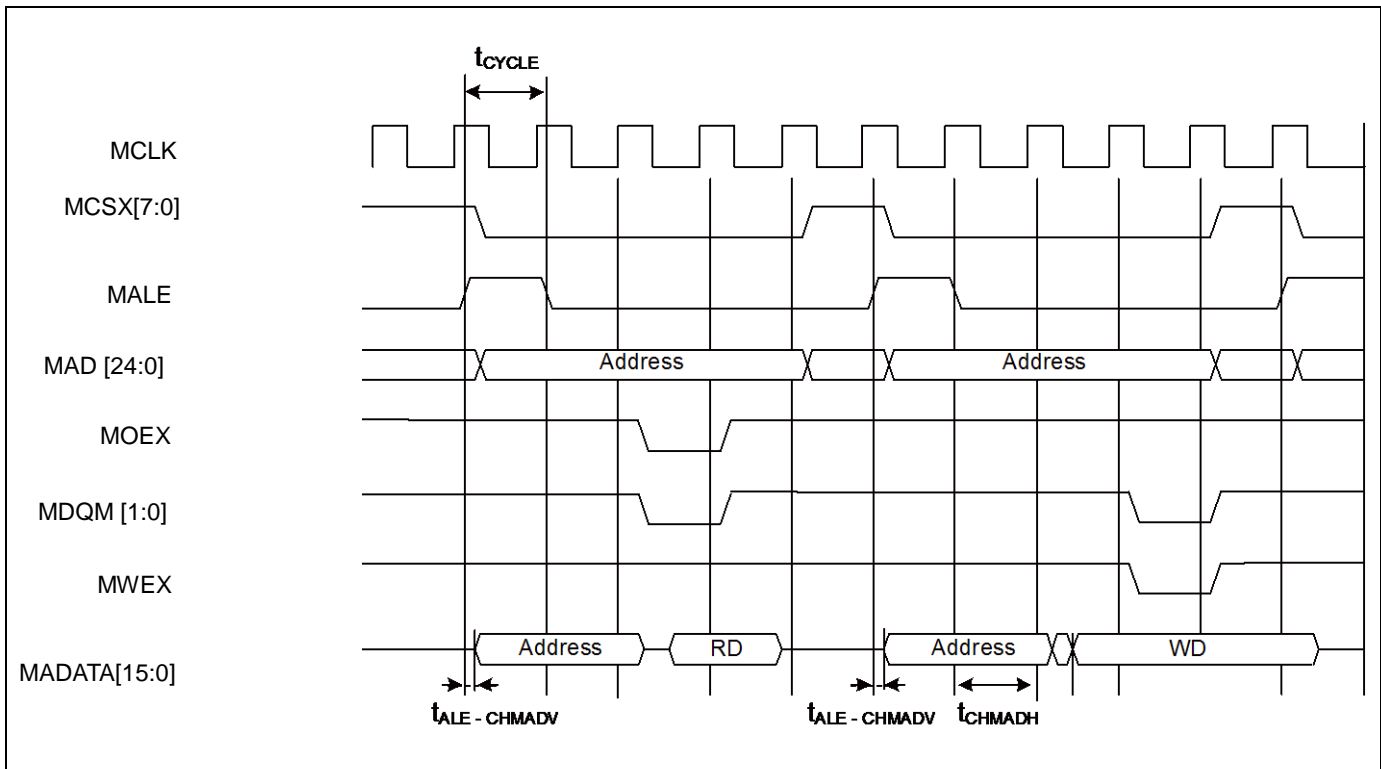 tCYCLE
MCLK
MCSX[7:0]
MALE
MAD [24:0]
Address
Address
MOEX
MDQM [1:0]
MWEX
MADATA[15:0]
Address
RD
Address
WD
tALE - CHMADV
tALE - CHMADV
tCHMADH